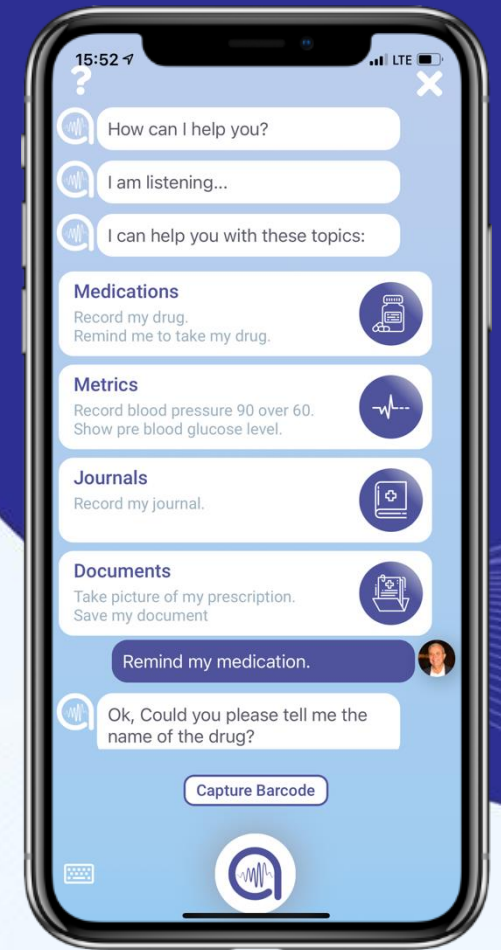 15:52
LTE
?
How can I help you?
I am listening...
I can help you with these topics:
Medications
Record my drug.
Remind me to take my drug.
Metrics
Record blood pressure 90 over 60.
Show pre blood glucose level.
Journals
Record my journal.
Documents
Take picture of my prescription.
Save my document
Remind my medication.
Ok, Could you please tell me the
name of the drug?
Capture Barcode